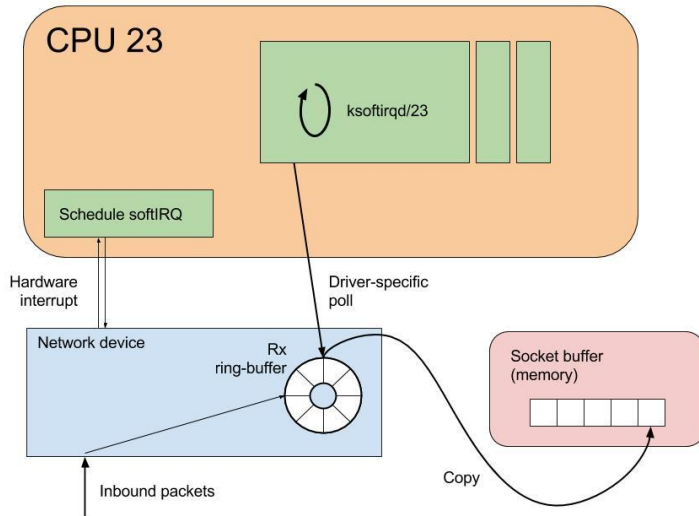 CPU 23
ksoftirqd/23
Schedule softIRQ
Hardware
interrupt
Driver-specific
poll
Network device
Rx
ring-buffer
Socket buffer
(memory)
Inbound packets
Copy